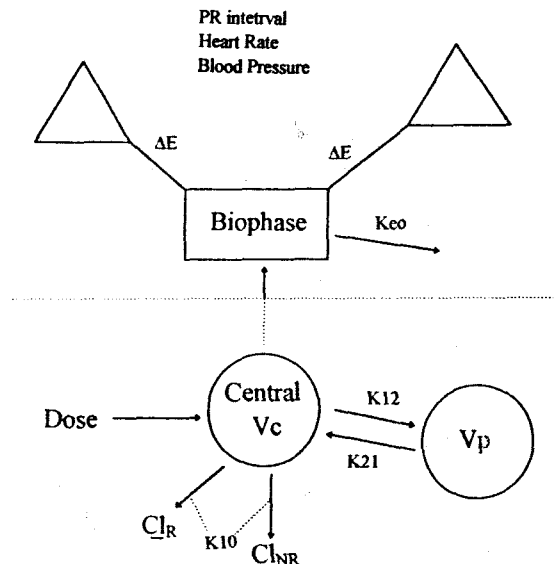 PR intetrval
Heart Rate
Blood Pressure
ΔE
ΔE
Biophase
Keo
Central
Vc
Dose
K12
K21
Vp
ClR
K10
ClNR